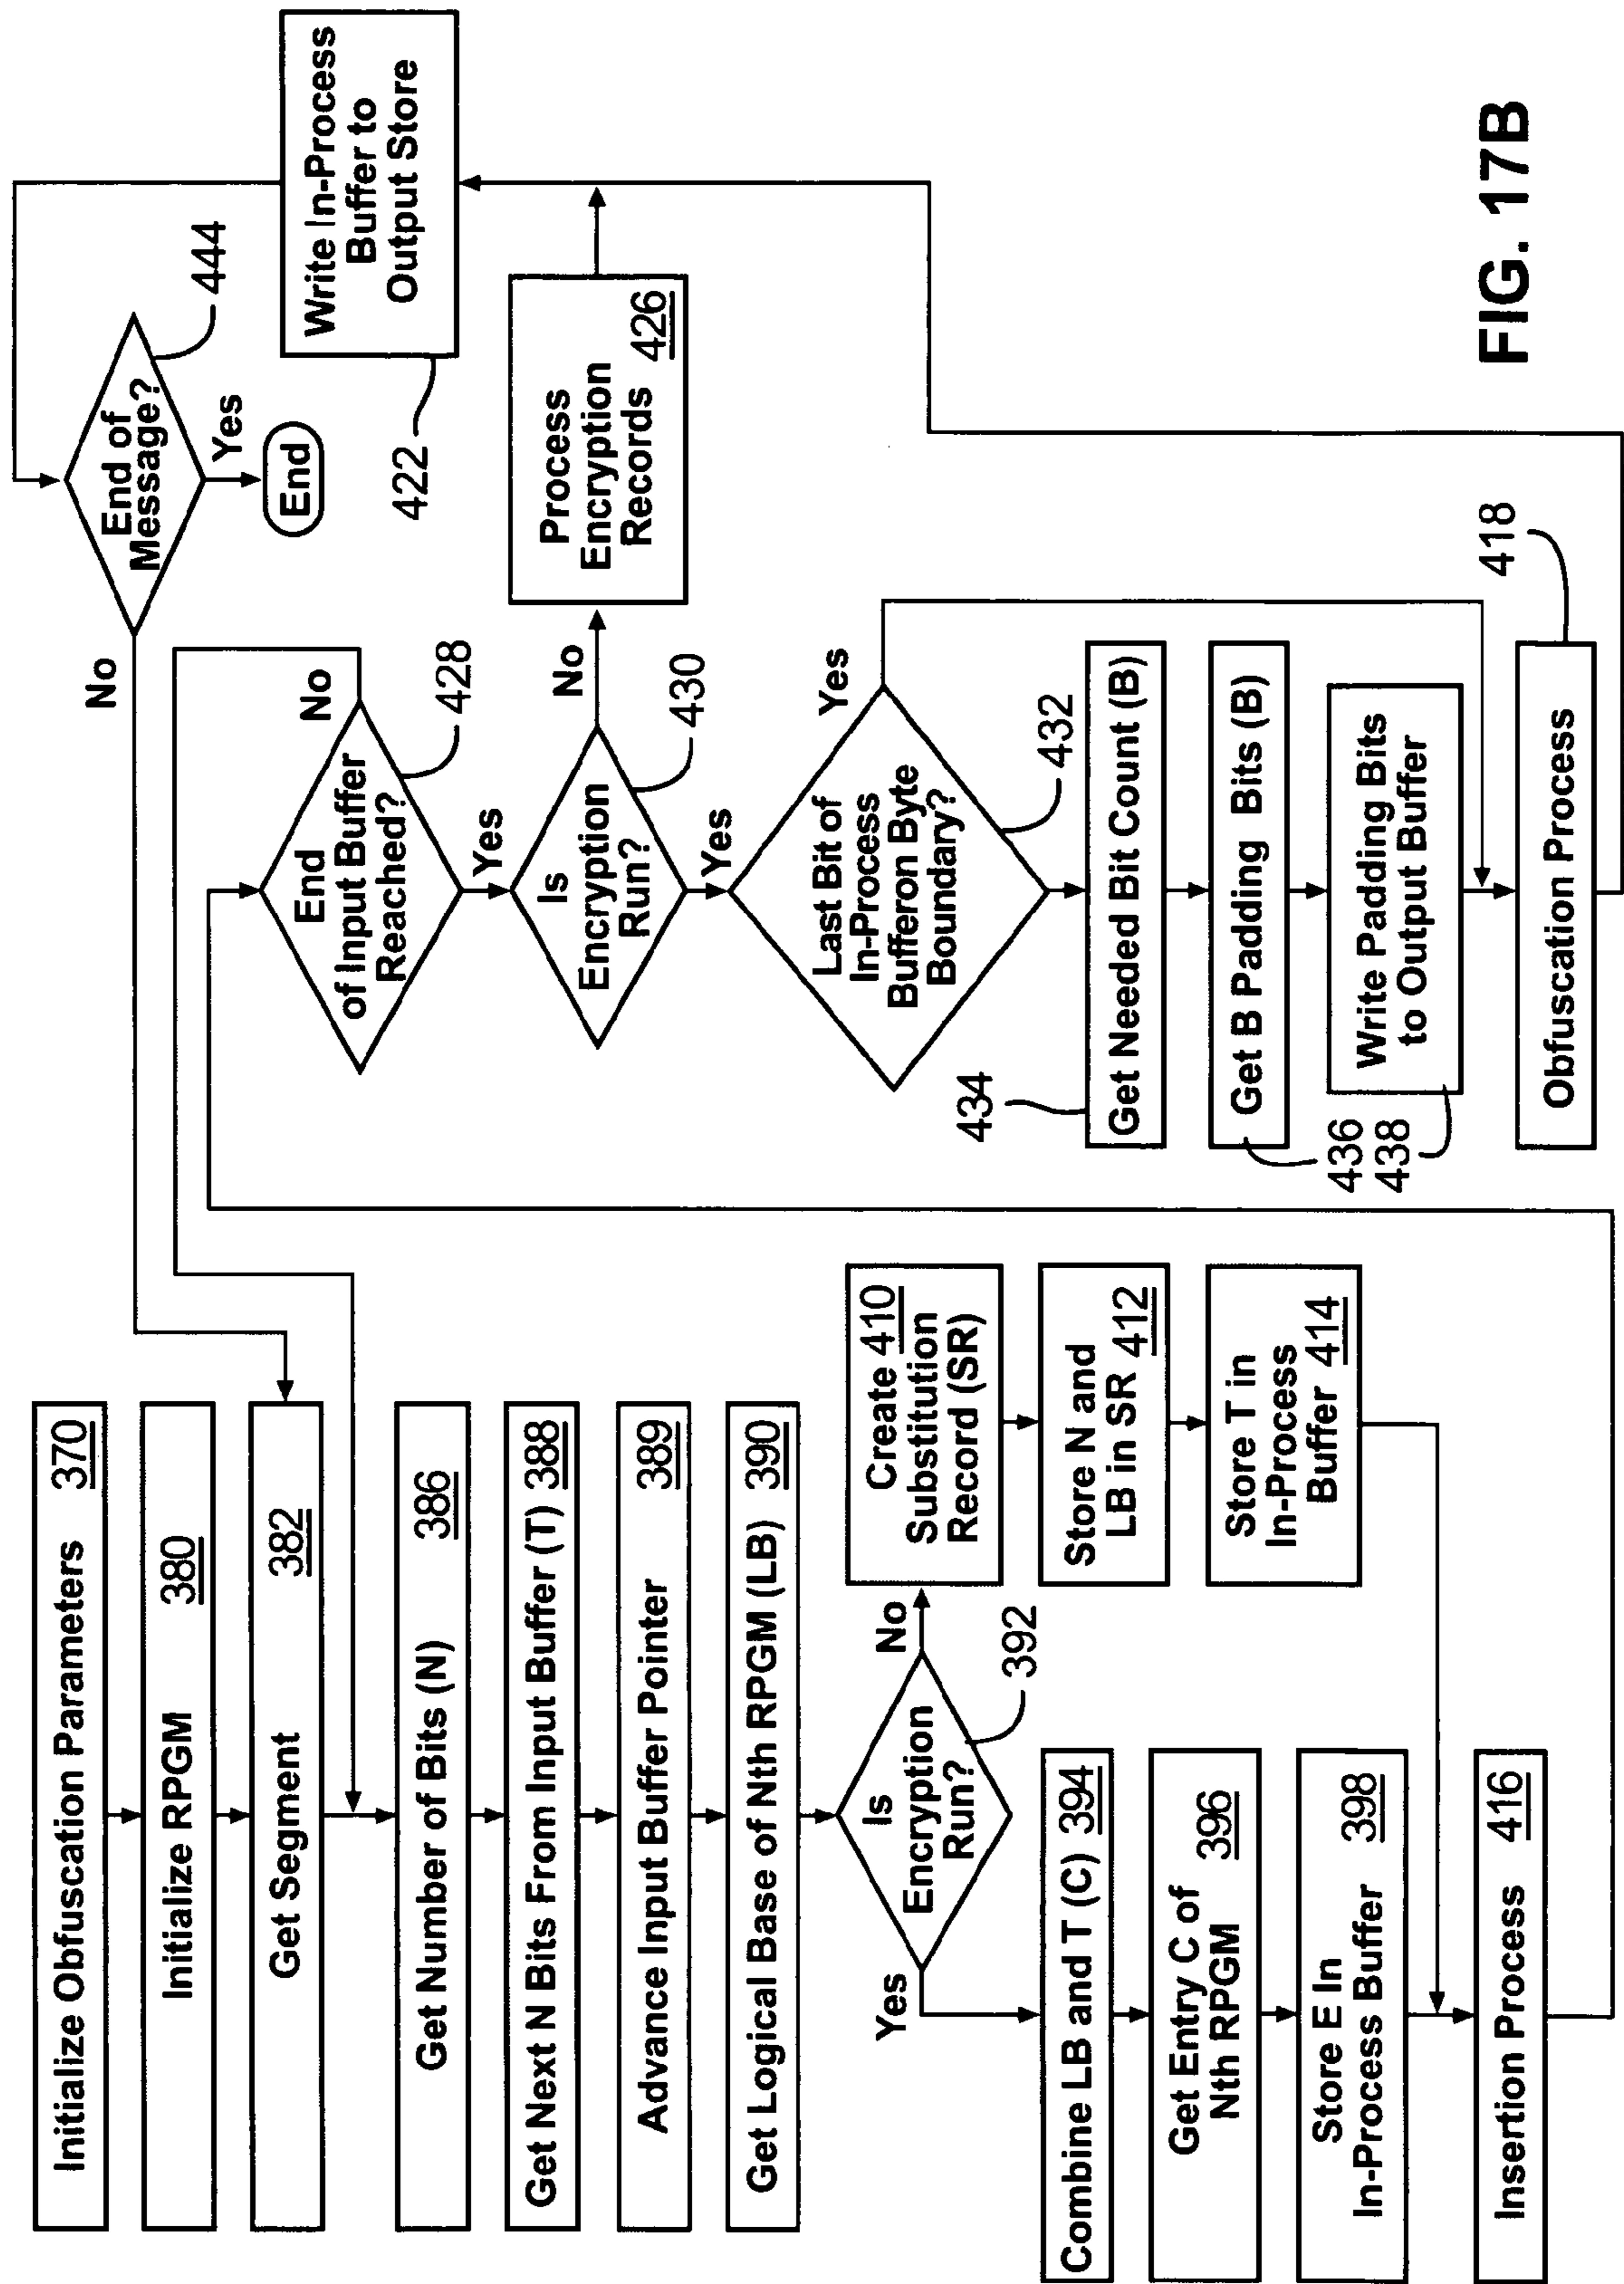 Initialize Obfuscation Parameters 370
Initialize RPGM 380
Get Segment 382
Get Number of Bits (N) 386
Get Next N Bits From Input Buffer (T) 388
Advance Input Buffer Pointer 389
Get Logical Base of Nth RPGM (LB) 390
Is
Encryption
Run?
392
Yes
No
Combine LB and T (C) 394
Get Entry C of
Nth RPGM 396
Store E In
In-Process Buffer 398
Insertion Process 416
Create 410
Substitution
Record (SR)
Store N and
LB in SR 412
Store T in
In-Process
Buffer 414
End
of Input Buffer
Reached?
428
No
Yes
Is
Encryption
Run?
430
No
Yes
Last Bit of
In-Process
Bufferon Byte
Boundary?
432
Yes
434
Get Needed Bit Count (B)
Get B Padding Bits (B)
436
Write Padding Bits
to Output Buffer
438
Obfuscation Process
418
No
End of
Message?
444
Yes
End
Process
Encryption
Records 426
Write In-Process
Buffer to
Output Store
422
FIG. 17B